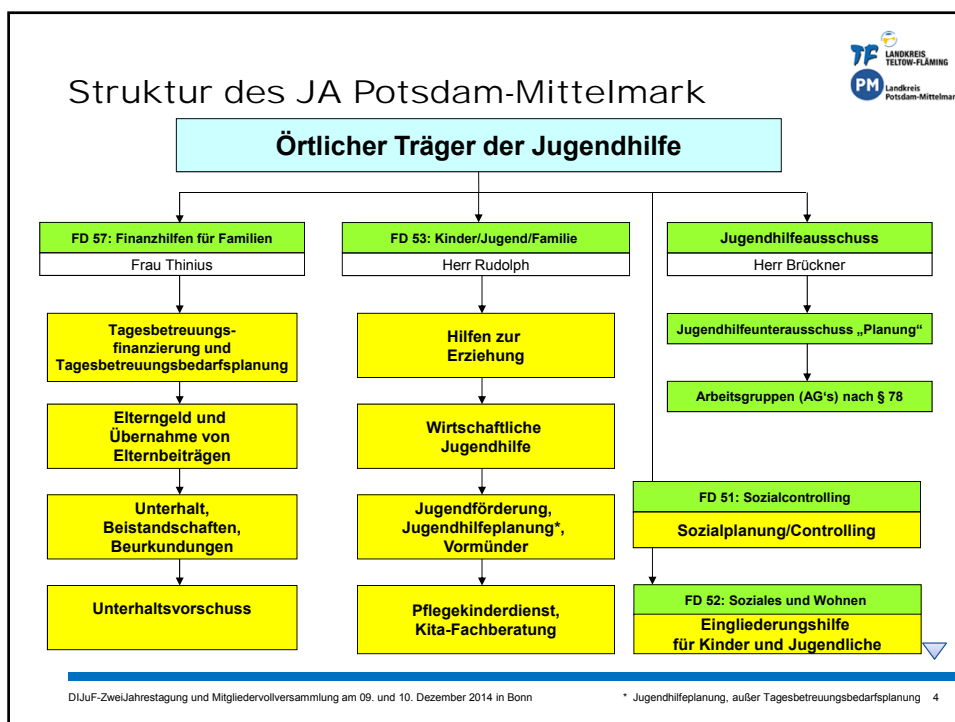 Struktur des JA Potsdam-Mittelmark
TF LANDKREIS
TELTOW-FLÄMING
PM Landkreis
Potsdam-Mittelmark
Örtlicher Träger der Jugendhilfe
FD 57: Finanzhilfen für Familien
Frau Thinius
Tagesbetreuungs-
finanzierung und
Tagesbetreuungsbedarfsplanung
Elterngeld und
Übernahme von
Elternbeiträgen
Unterhalt,
Beistandschaften,
Beurkundungen
Unterhaltsvorschuss
FD 53: Kinder/Jugend/Familie
Herr Rudolph
Hilfen zur
Erziehung
Wirtschaftliche
Jugendhilfe
Jugendförderung,
Jugendhilfeplanung*,
Vormünder
Pflegekinderdienst,
Kita-Fachberatung
Jugendhilfeausschuss
Herr Brückner
Jugendhilfeunterausschuss „Planung“
Arbeitsgruppen (AG‘s) nach § 78
FD 51: Sozialcontrolling
Sozialplanung/Controlling
FD 52: Soziales und Wohnen
Eingliederungshilfe
für Kinder und Jugendliche
DIJuF-ZweiJahrestagung und Mitgliedervollversammlung am 09. und 10. Dezember 2014 in Bonn
* Jugendhilfeplanung, außer Tagesbetreuungsbedarfsplanung 4